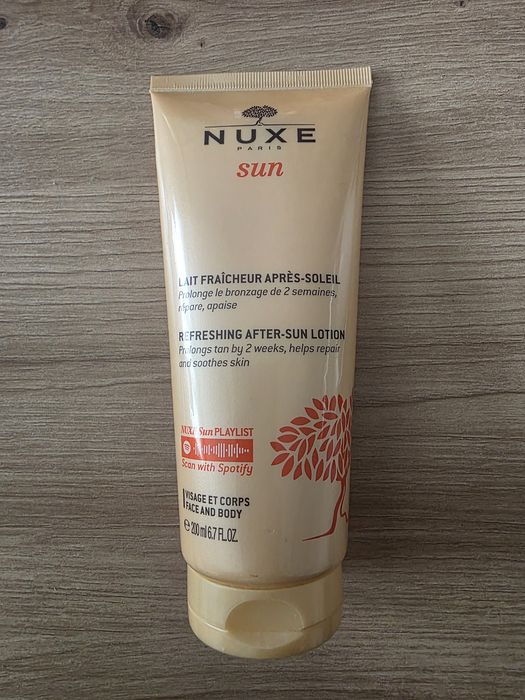 NUXE
PARIS
sun
LAIT FRAÎCHEUR APRÈS-SOLEIL
Prolonge le bronzage de 2 semaines,
répare, apaise
REFRESHING AFTER-SUN LOTION
Prolongs tan by 2 weeks, helps repair
and soothes skin
NUXE Sun PLAYLIST
Scan with Spotify
VISAGE ET CORPS
FACE AND BODY
e 200 ml 6.7 FL.OZ.